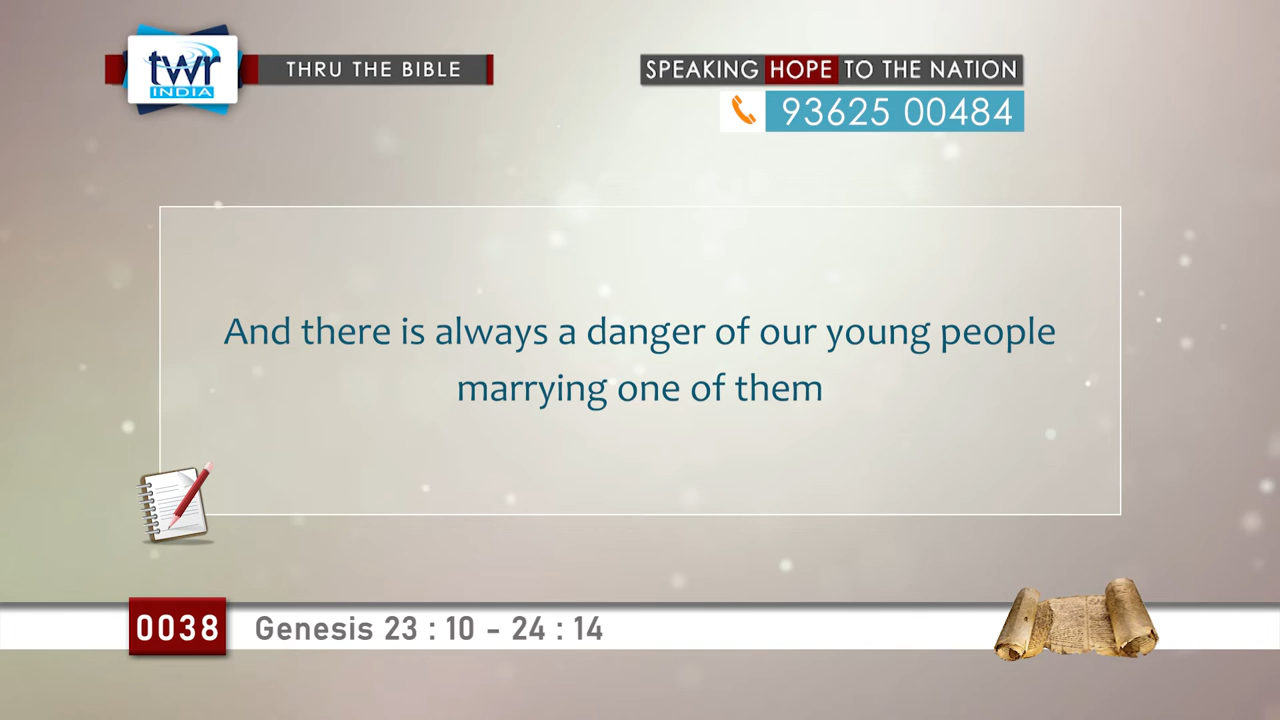 twr
INDIA
THRU THE BIBLE
SPEAKING HOPE TO THE NATION
93625 00484
And there is always a danger of our young people
marrying one of them
0038
Genesis 23 : 10 - 24 : 14